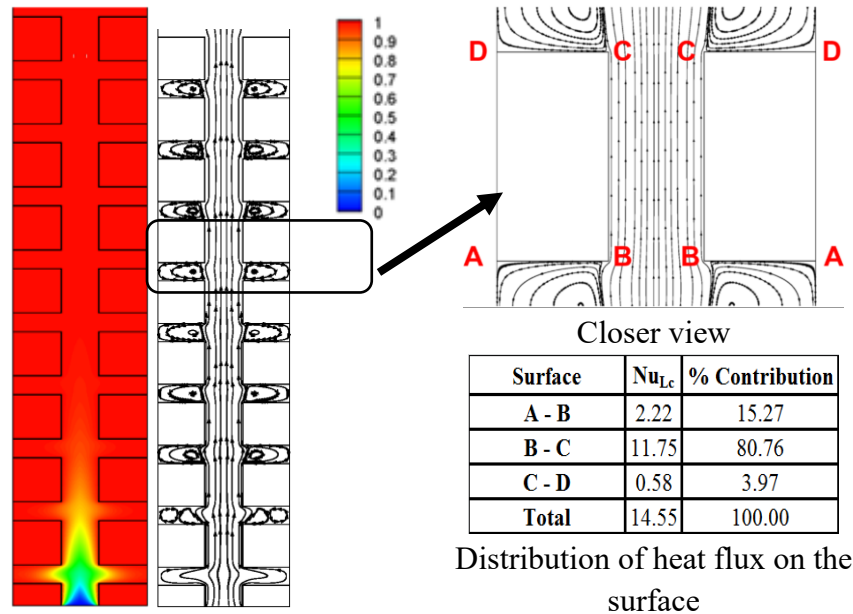 1
0.9
0.8
0.7
0.6
0.5
0.4
0.3
0.2
0.1
0
D C C D
A B B A
Closer view
Surface Nu_Lc % Contribution
A - B 2.22 15.27
B - C 11.75 80.76
C - D 0.58 3.97
Total 14.55 100.00
Distribution of heat flux on the
surface